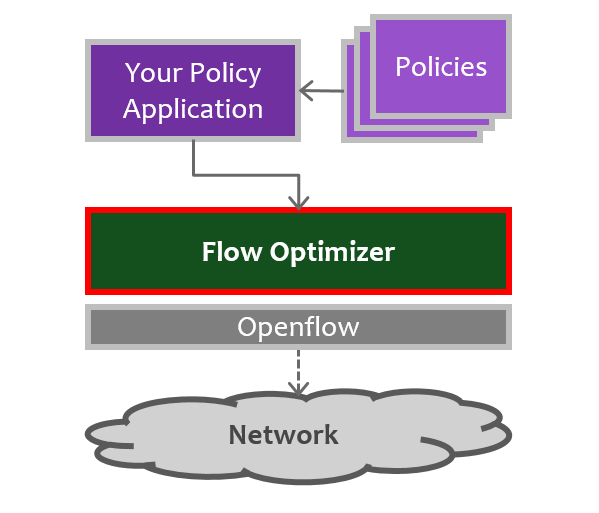 Your Policy
Application
Policies
Flow Optimizer
Openflow
Network